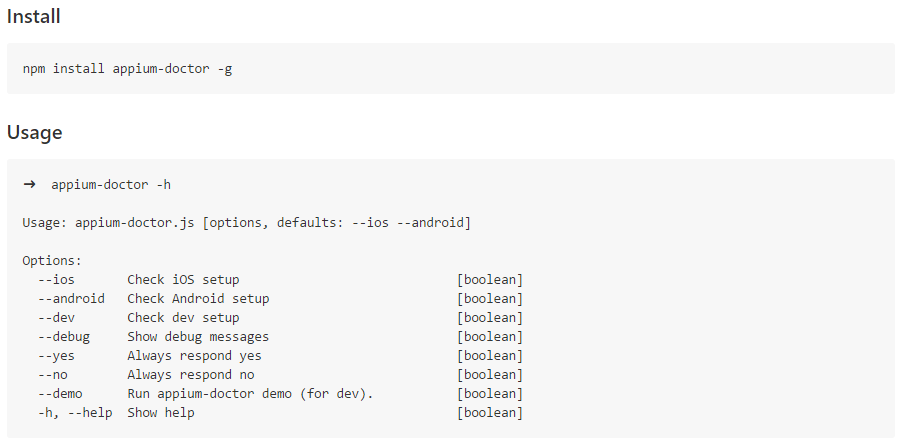 Install
npm install appium-doctor -g
Usage
➜  appium-doctor -h
Usage: appium-doctor.js [options, defaults: --ios --android]
Options:
  --ios       Check iOS setup                             [boolean]
  --android   Check Android setup                         [boolean]
  --dev       Check dev setup                             [boolean]
  --debug     Show debug messages                         [boolean]
  --yes       Always respond yes                          [boolean]
  --no        Always respond no                           [boolean]
  --demo      Run appium-doctor demo (for dev).           [boolean]
  -h, --help  Show help                                   [boolean]